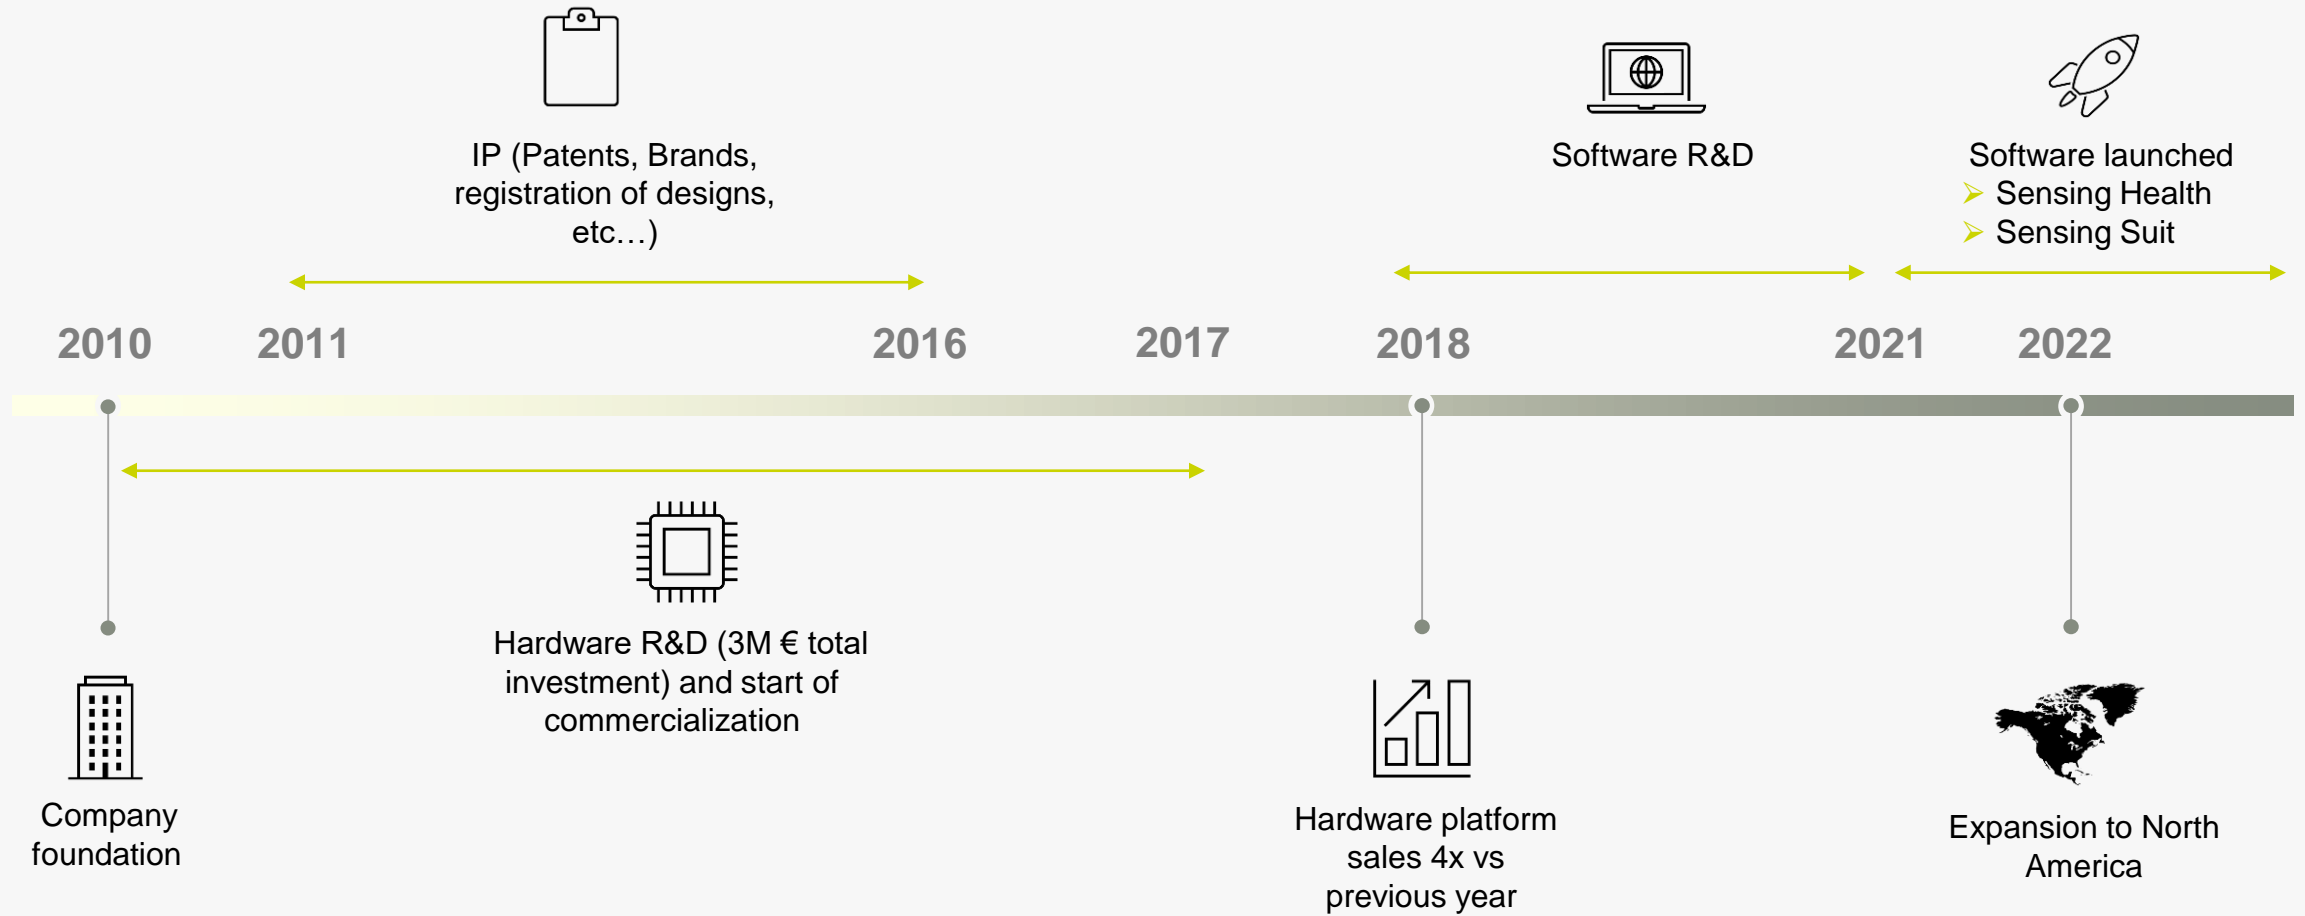 IP (Patents, Brands,
registration of designs,
etc…)
Software R&D
Software launched
➢ Sensing Health
➢ Sensing Suit
2010
2011
2016
2017
2018
2021
2022
Hardware R&D (3M € total
investment) and start of
commercialization
Company
foundation
Hardware platform
sales 4x vs
previous year
Expansion to North
America